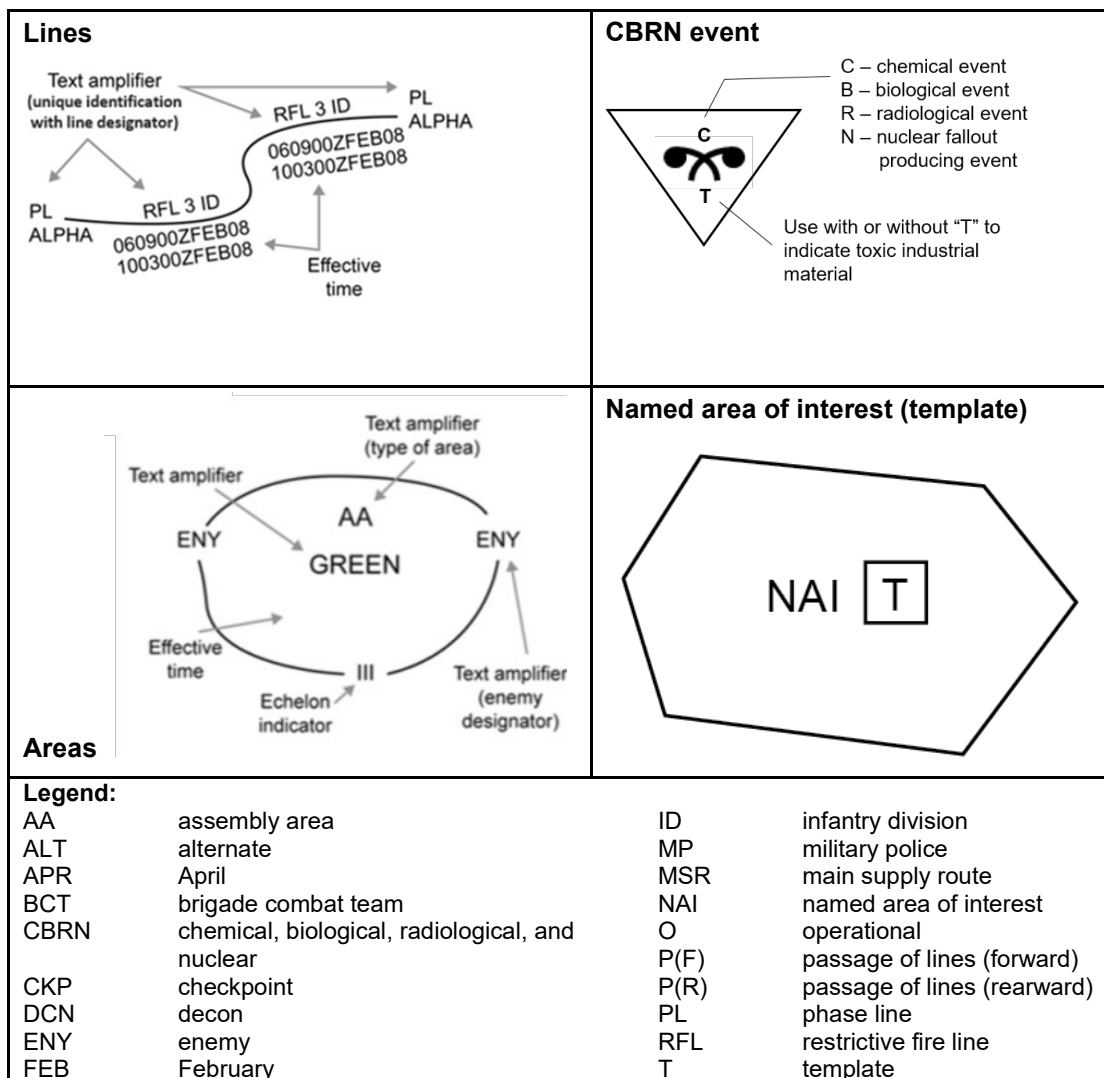 Lines
Text amplifier
(unique identification
with line designator)
RFL 3 ID
PL
ALPHA
060900ZFEB08
100300ZFEB08
PL
ALPHA
RFL 3 ID
060900ZFEB08
100300ZFEB08
Effective
time
CBRN event
C – chemical event
B – biological event
R – radiological event
N – nuclear fallout
producing event
C
T
Use with or without “T” to
indicate toxic industrial
material
Text amplifier
(type of area)
Text amplifier
AA
ENY
ENY
GREEN
Effective
time
III
Echelon
indicator
Text amplifier
(enemy
designator)
Areas
Named area of interest (template)
NAI T
Legend:
AA assembly area
ALT alternate
APR April
BCT brigade combat team
CBRN chemical, biological, radiological, and
nuclear
CKP checkpoint
DCN decon
ENY enemy
FEB February
ID infantry division
MP military police
MSR main supply route
NAI named area of interest
O operational
P(F) passage of lines (forward)
P(R) passage of lines (rearward)
PL phase line
RFL restrictive fire line
T template